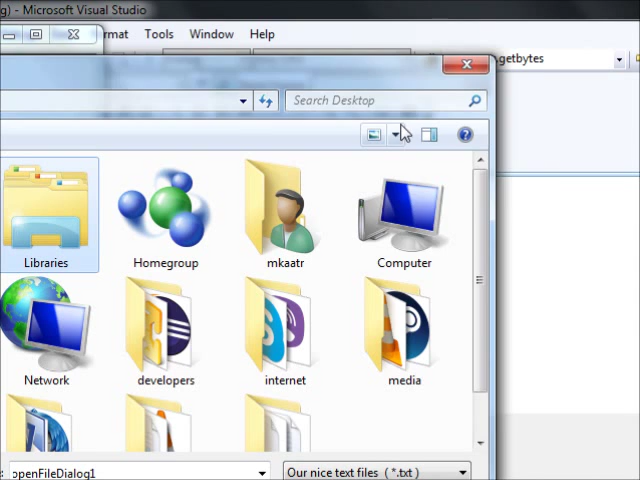 g) - Microsoft Visual Studio
rmat Tools Window Help
.getbytes
Search Desktop
Libraries
Homegroup
mkaatr
Computer
Network
developers
internet
media
openFileDialog1
Our nice text files ( *.txt )